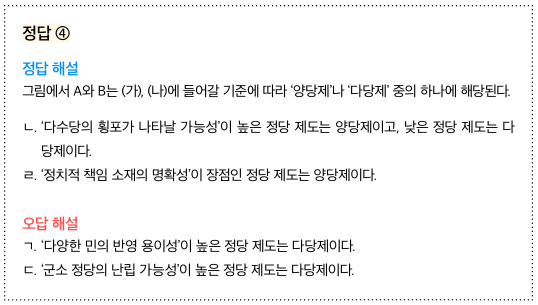 정답 ④
정답 해설
그림에서 A와 B는 (가), (나)에 들어갈 기준에 따라 ‘양당제’나 ‘다당제’ 중의 하나에 해당된다.
ㄴ. ‘다수당의 횡포가 나타날 가능성’이 높은 정당 제도는 양당제이고, 낮은 정당 제도는 다
당제이다.
ㄹ. ‘정치적 책임 소재의 명확성’이 장점인 정당 제도는 양당제이다.
오답 해설
ㄱ. ‘다양한 민의 반영 용이성’이 높은 정당 제도는 다당제이다.
ㄷ. ‘군소 정당의 난립 가능성’이 높은 정당 제도는 다당제이다.